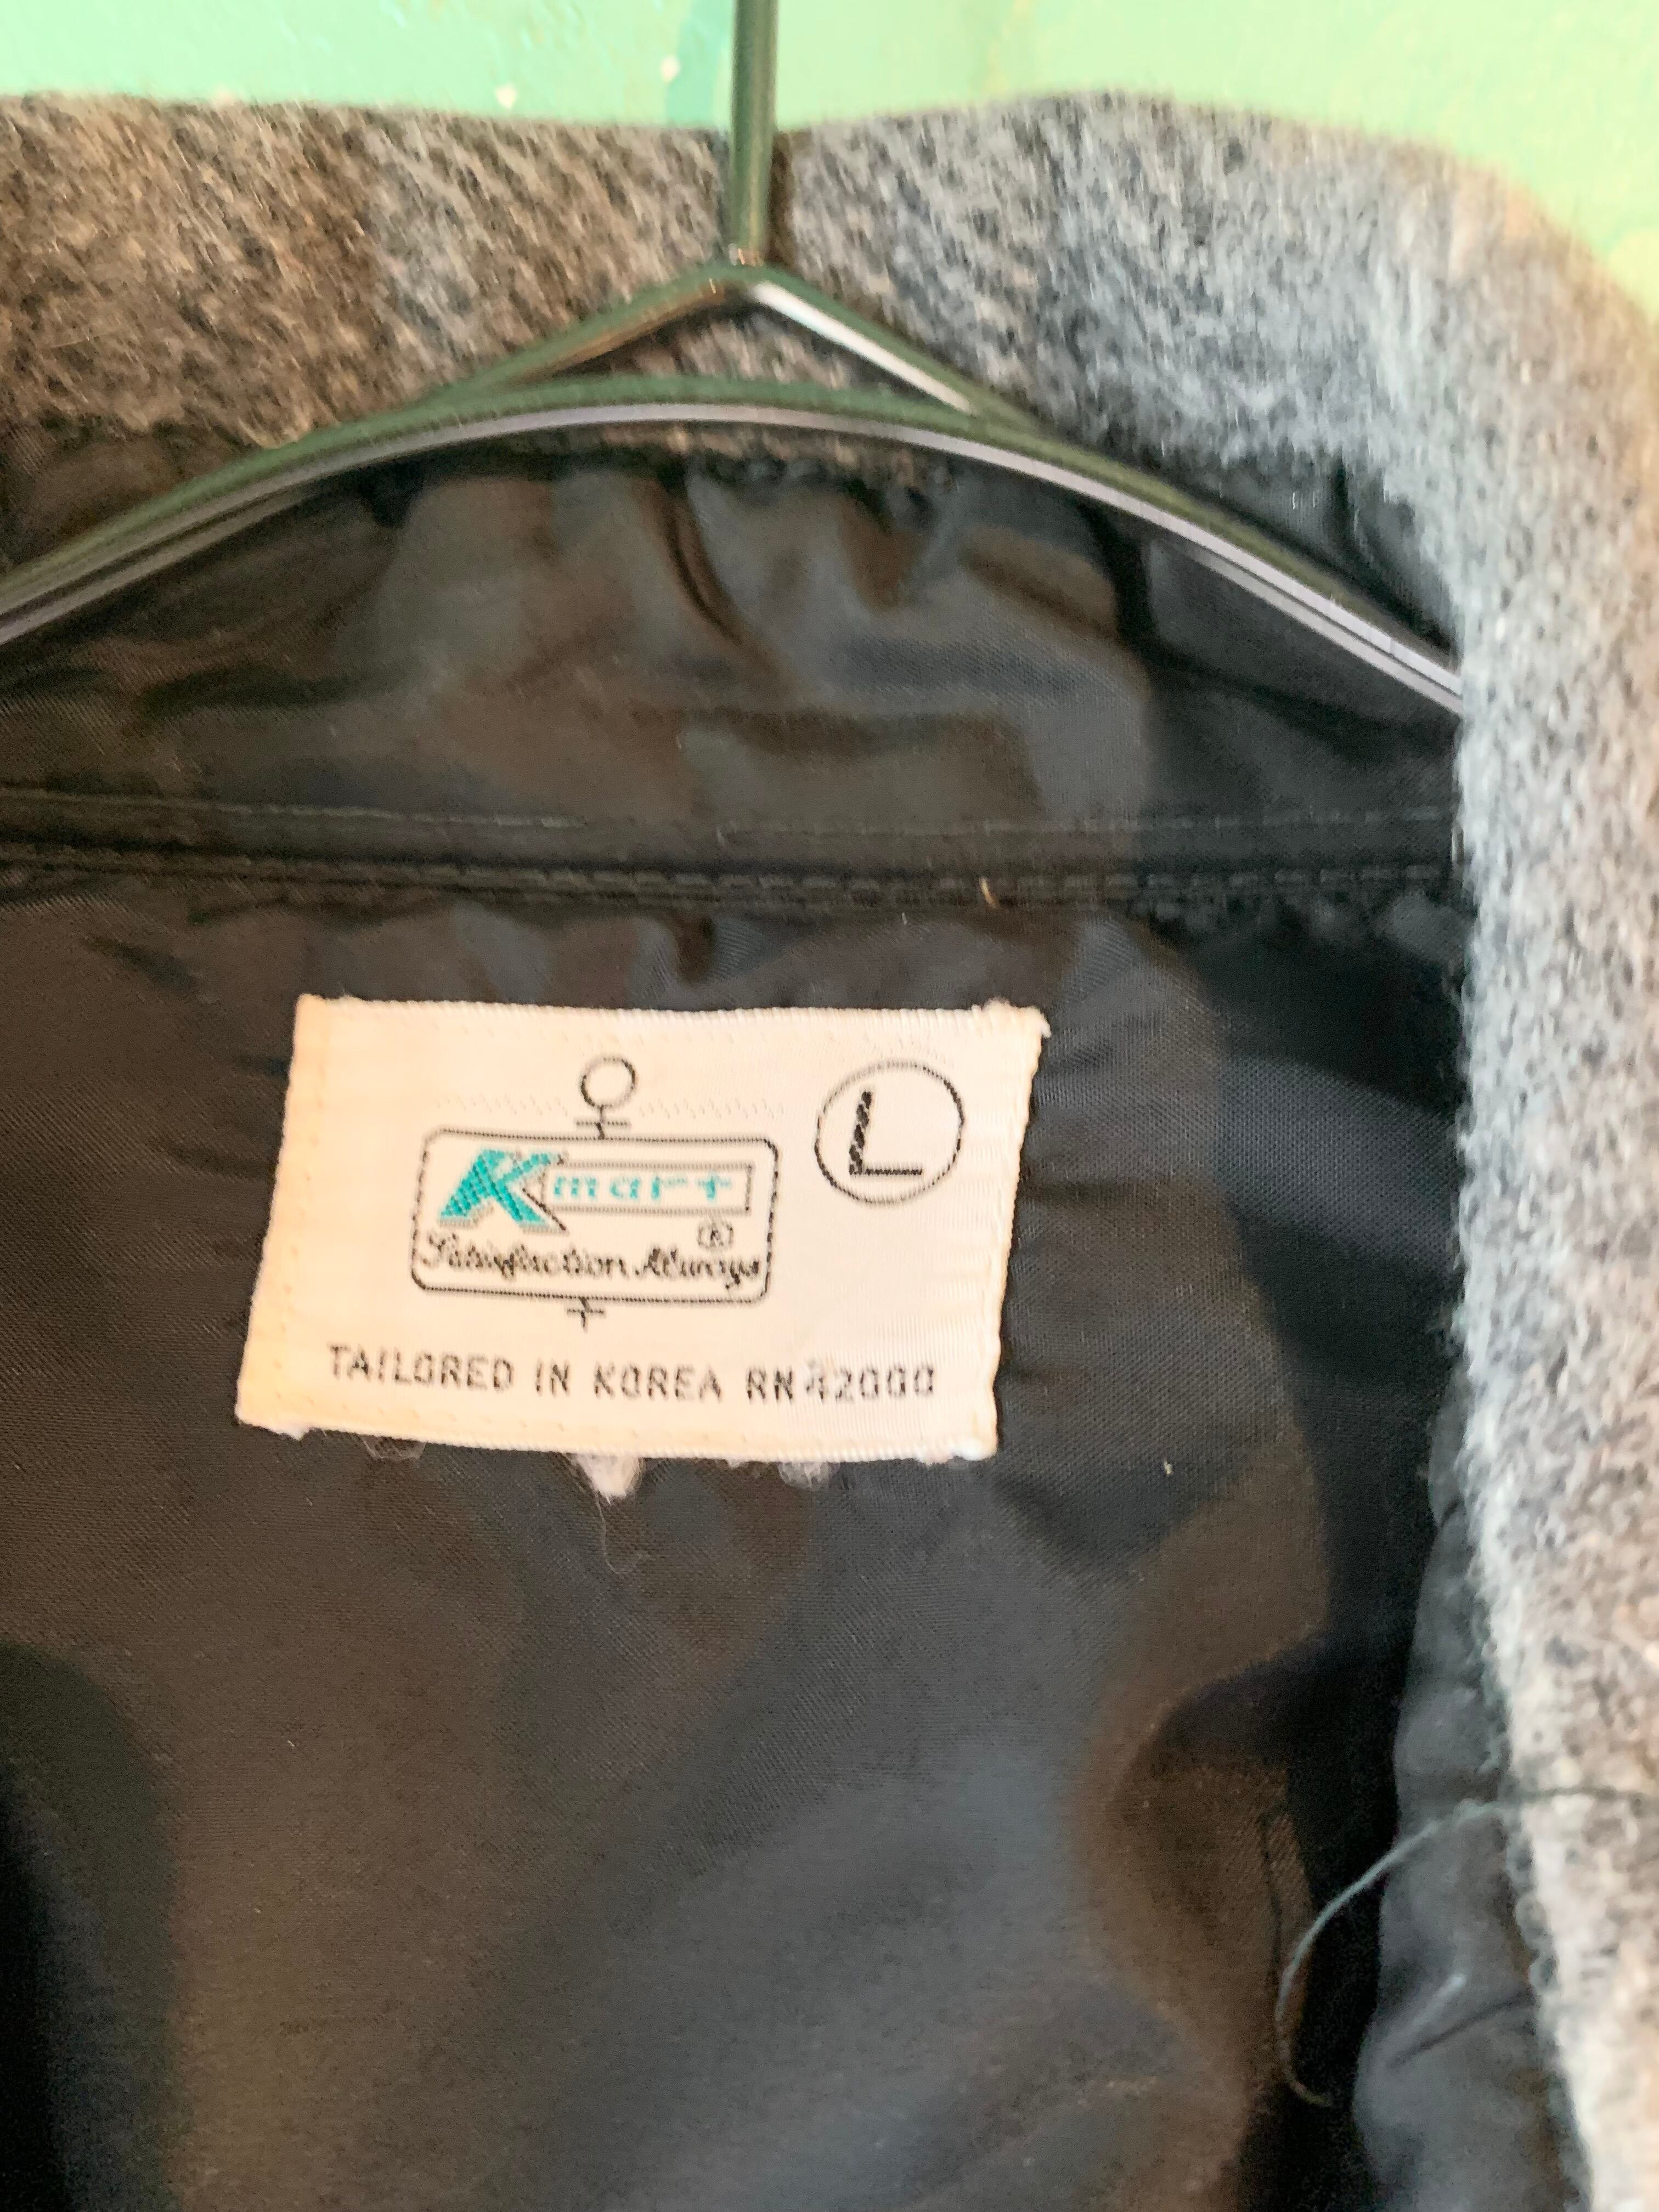 L
Kmart
®
Satisfaction Always
TAILORED IN KOREA RN 42000